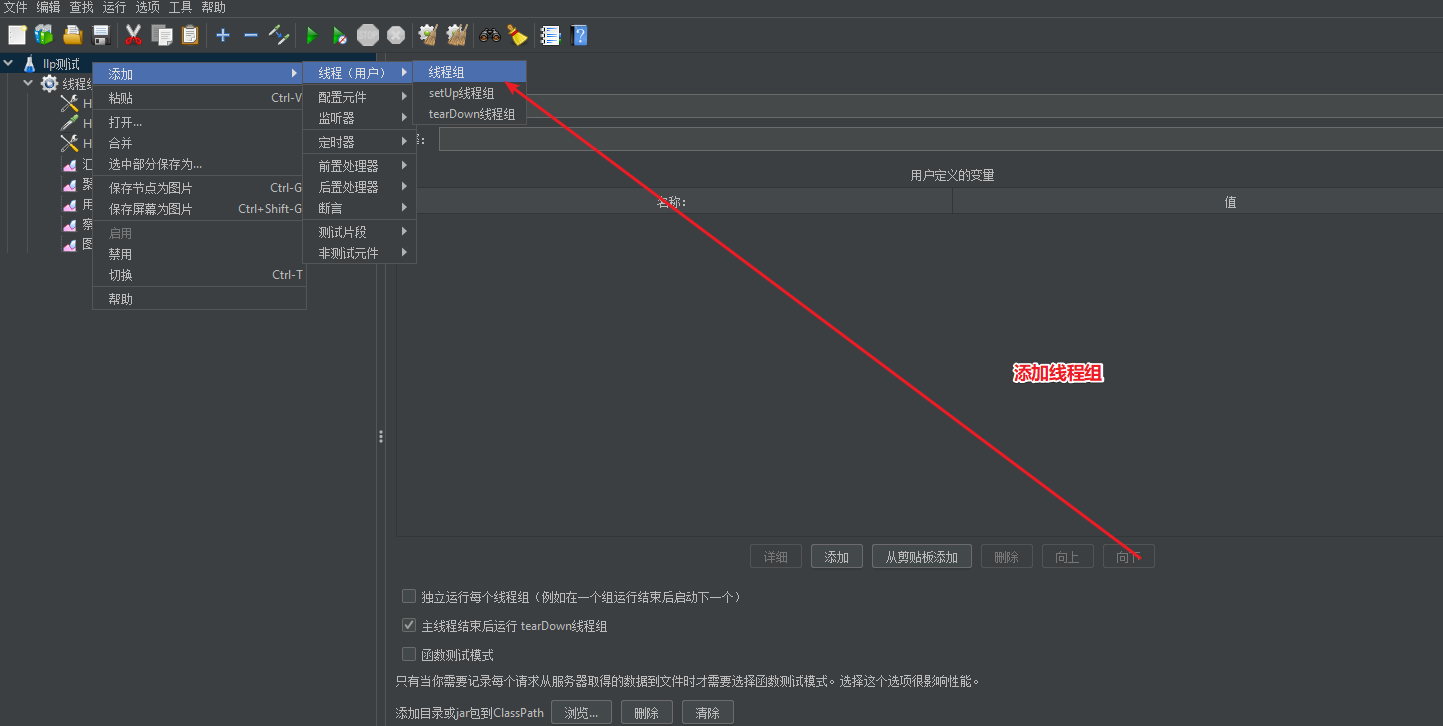 文件 编辑 查找 运行 选项 工具 帮助
STOP
llp测试
线程组
H
H
H
汇
聚
用
察
图
添加
粘贴 Ctrl-V
打开...
合并
选中部分保存为...
保存节点为图片 Ctrl-G
保存屏幕为图片 Ctrl+Shift-G
启用
禁用
切换 Ctrl-T
帮助
线程（用户）
配置元件
监听器
定时器
前置处理器
后置处理器
断言
测试片段
非测试元件
线程组
setUp线程组
tearDown线程组
用户定义的变量
名称: 值
添加线程组
详细 添加 从剪贴板添加 删除 向上 向下
独立运行每个线程组（例如在一个组运行结束后启动下一个）
主线程结束后运行 tearDown线程组
函数测试模式
只有当你需要记录每个请求从服务器取得的数据到文件时才需要选择函数测试模式。选择这个选项很影响性能。
添加目录或jar包到ClassPath 浏览... 删除 清除